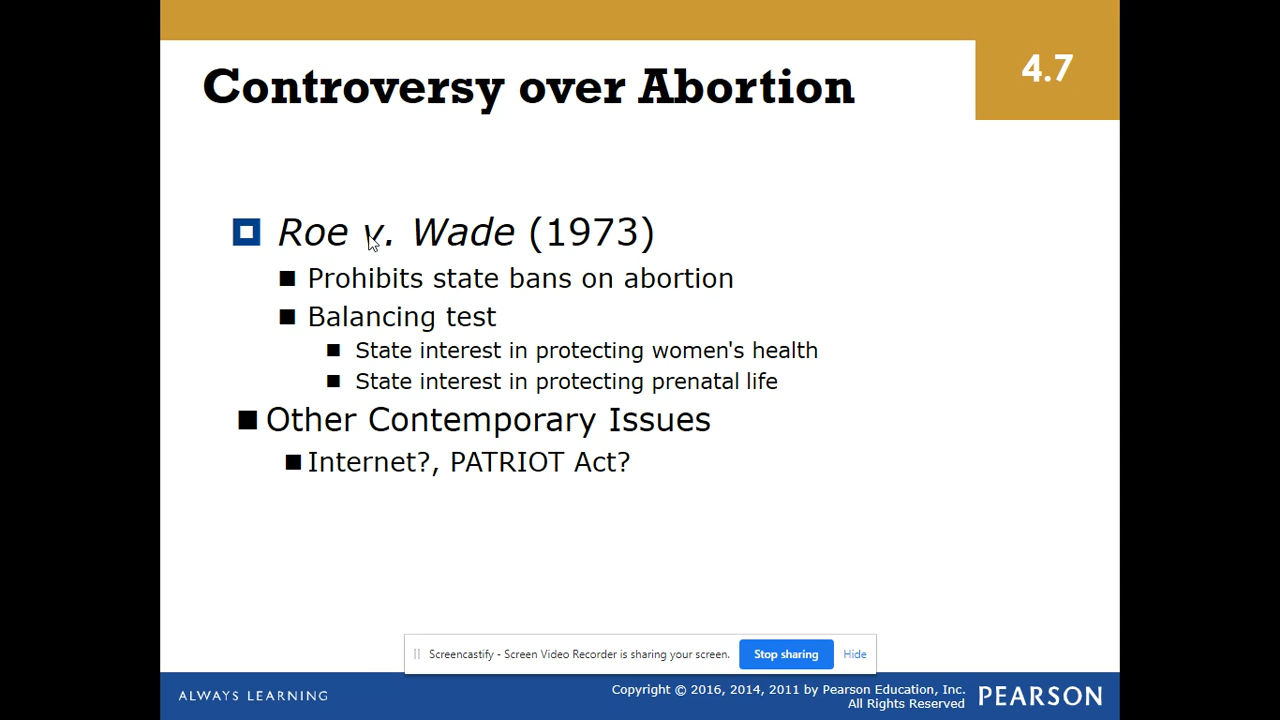 4.7
Controversy over Abortion
Roe v. Wade (1973)
Prohibits state bans on abortion
Balancing test
State interest in protecting women's health
State interest in protecting prenatal life
Other Contemporary Issues
Internet?, PATRIOT Act?
Screencastify - Screen Video Recorder is sharing your screen. Stop sharing Hide
ALWAYS LEARNING
Copyright © 2016, 2014, 2011 by Pearson Education, Inc.
All Rights Reserved
PEARSON